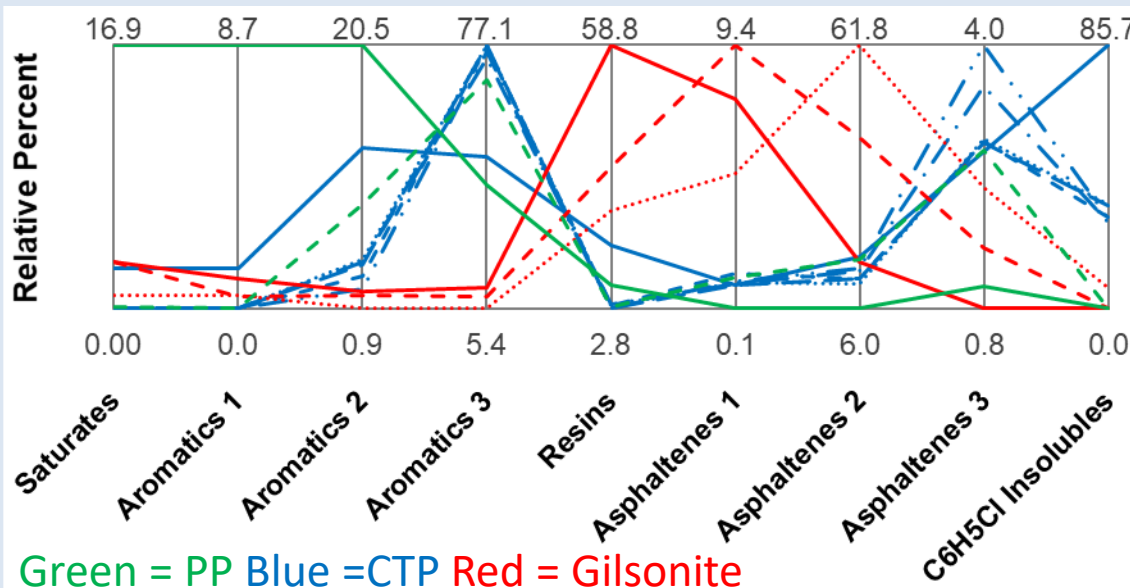 16.9 8.7 20.5 77.1 58.8 9.4 61.8 4.0 85.7
Relative Percent
0.00 0.0 0.9 5.4 2.8 0.1 6.0 0.8 0.0
Saturates
Aromatics 1
Aromatics 2
Aromatics 3
Resins
Asphaltenes 1
Asphaltenes 2
Asphaltenes 3
C6H5Cl Insolubles
Green = PP Blue =CTP Red = Gilsonite